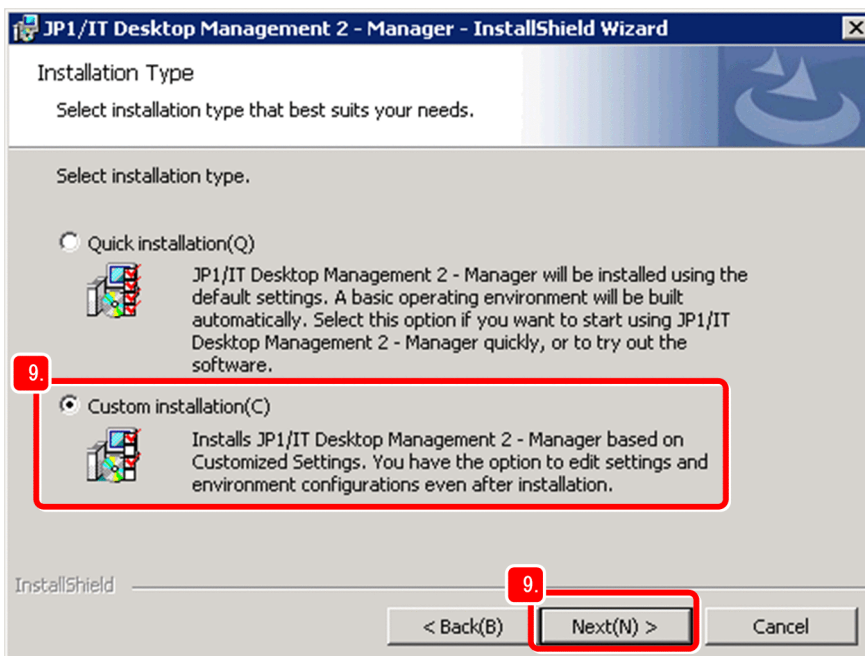 JP1/IT Desktop Management 2 - Manager - InstallShield Wizard
Installation Type
Select installation type that best suits your needs.
Select installation type.
Quick installation(Q)
JP1/IT Desktop Management 2 - Manager will be installed using the
default settings. A basic operating environment will be built
automatically. Select this option if you want to start using JP1/IT
Desktop Management 2 - Manager quickly, or to try out the
software.
9.
Custom installation(C)
Installs JP1/IT Desktop Management 2 - Manager based on
Customized Settings. You have the option to edit settings and
environment configurations even after installation.
InstallShield
9.
< Back(B)
Next(N) >
Cancel